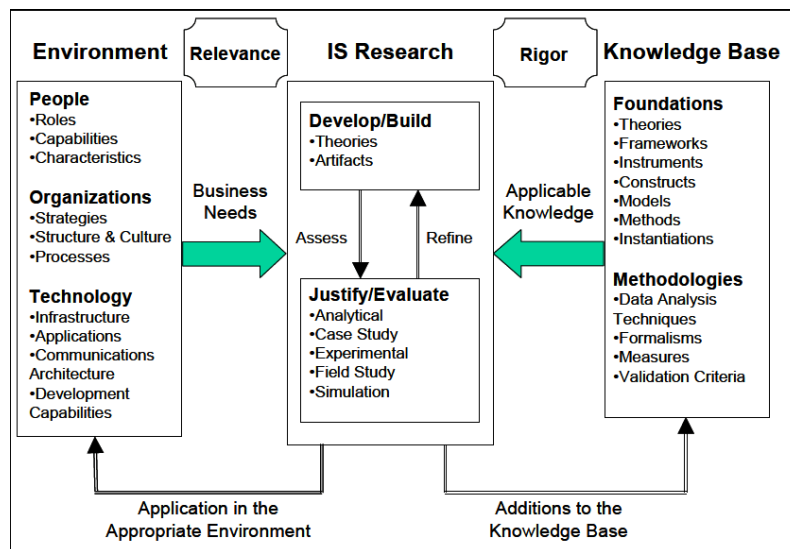 Environment
Relevance
IS Research
Rigor
Knowledge Base
People
•Roles
•Capabilities
•Characteristics
Organizations
•Strategies
•Structure & Culture
•Processes
Technology
•Infrastructure
•Applications
•Communications
Architecture
•Development
Capabilities
Business
Needs
Develop/Build
•Theories
•Artifacts
Assess
Refine
Justify/Evaluate
•Analytical
•Case Study
•Experimental
•Field Study
•Simulation
Applicable
Knowledge
Foundations
•Theories
•Frameworks
•Instruments
•Constructs
•Models
•Methods
•Instantiations
Methodologies
•Data Analysis
Techniques
•Formalisms
•Measures
•Validation Criteria
Application in the
Appropriate Environment
Additions to the
Knowledge Base